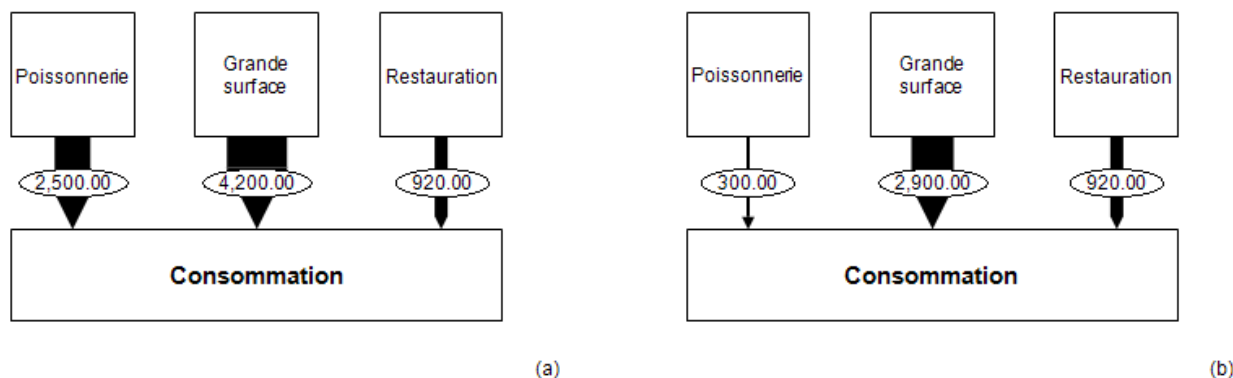 Poissonnerie
Grande
surface
Restauration
2,500.00
4,200.00
920.00
Consommation
(a)
Poissonnerie
Grande
surface
Restauration
300.00
2,900.00
920.00
Consommation
(b)